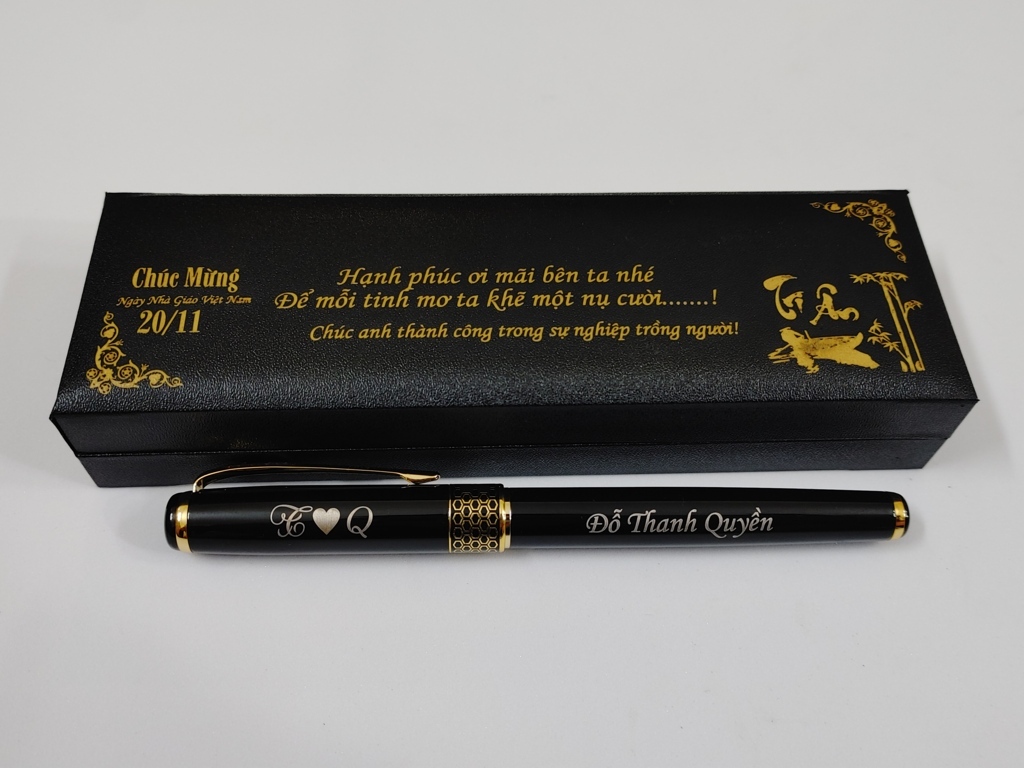 Chúc Mừng
Ngày Nhà Giáo Việt Nam
20/11
Hạnh phúc ơi mãi bên ta nhé
Để mỗi tinh mơ ta khẽ một nụ cười.......!
Chúc anh thành công trong sự nghiệp trồng người!
Tri Ân
T ♥ Q
Đỗ Thanh Quyền